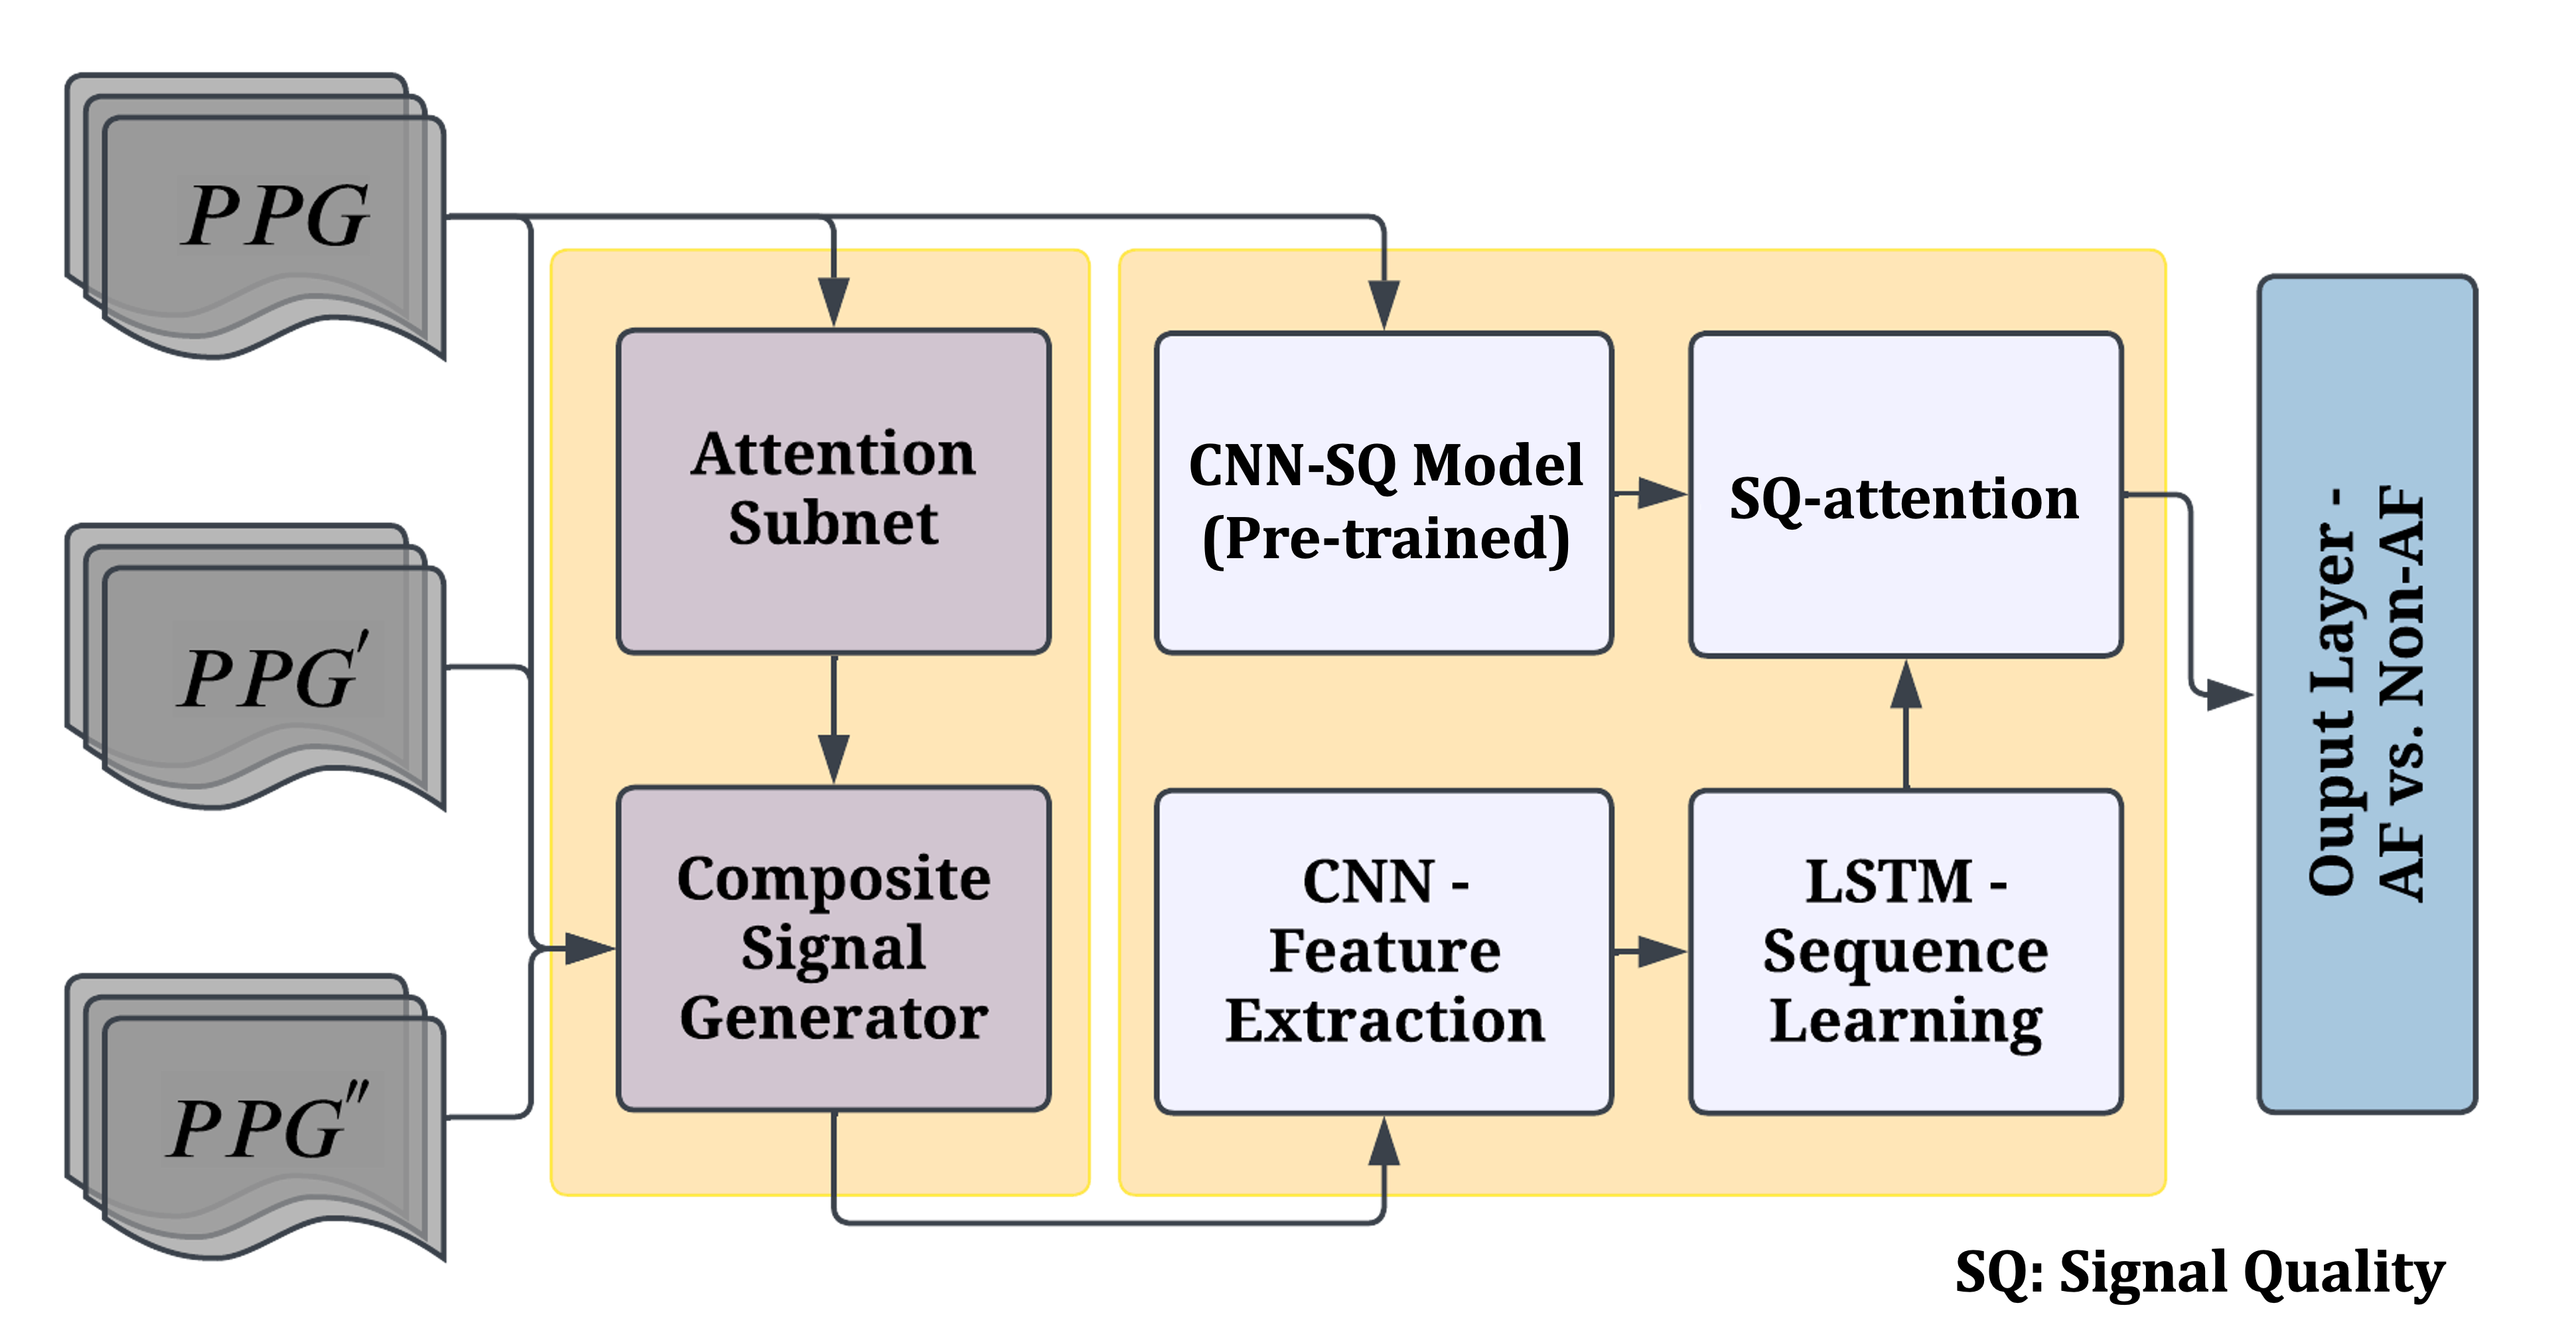 PPG
PPG′
PPG″
Attention
Subnet
Composite
Signal
Generator
CNN-SQ Model
(Pre-trained)
SQ-attention
CNN -
Feature
Extraction
LSTM -
Sequence
Learning
Ouput Layer -
AF vs. Non-AF
SQ: Signal Quality